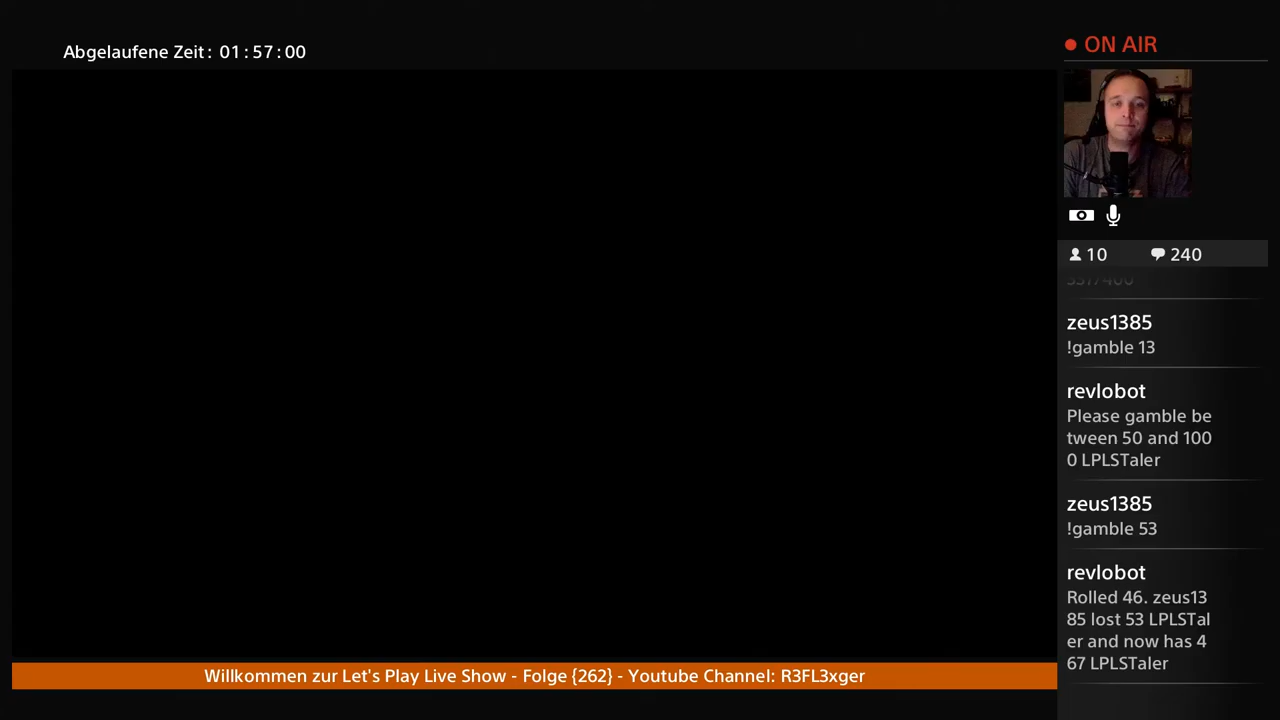 Abgelaufene Zeit: 01:57:00
ON AIR
10 240
zeus1385
!gamble 13
revlobot
Please gamble be
tween 50 and 100
0 LPLSTaler
zeus1385
!gamble 53
revlobot
Rolled 46. zeus13
85 lost 53 LPLSTal
er and now has 4
67 LPLSTaler
Willkommen zur Let's Play Live Show - Folge {262} - Youtube Channel: R3FL3xger